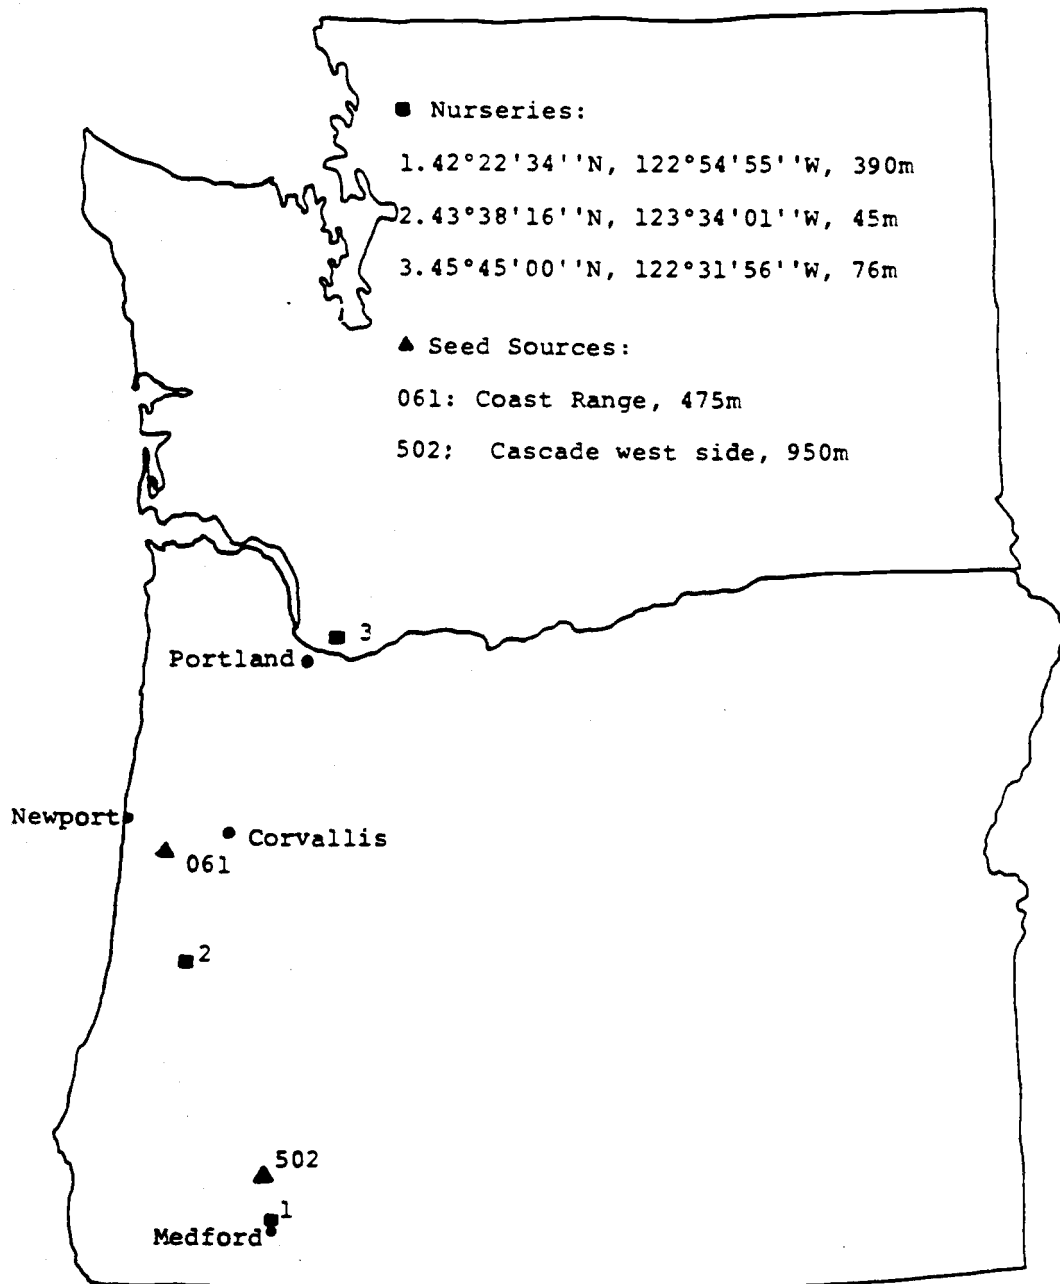 ■ Nurseries:
1.42°22'34''N, 122°54'55''W, 390m
2.43°38'16''N, 123°34'01''W, 45m
3.45°45'00''N, 122°31'56''W, 76m
▲ Seed Sources:
061: Coast Range, 475m
502: Cascade west side, 950m
3
Portland
Newport
Corvallis
061
2
502
1
Medford